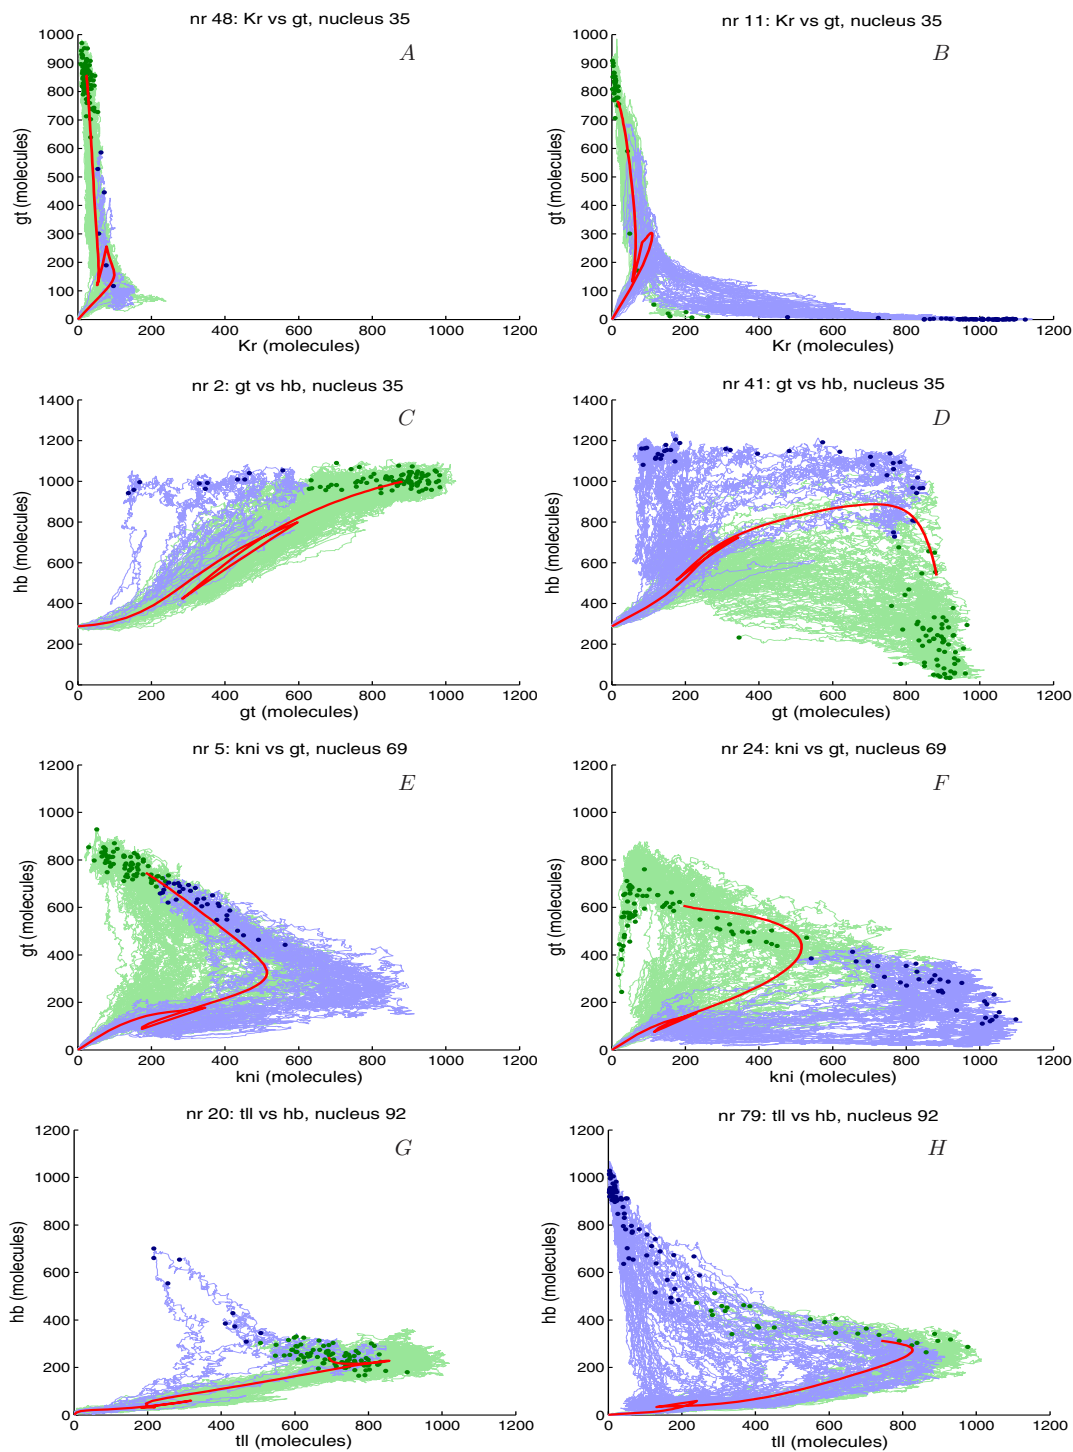 nr 48: Kr vs gt, nucleus 35
A
gt (molecules)
1000
900
800
700
600
500
400
300
200
100
0
0 200 400 600 800 1000 1200
Kr (molecules)
nr 11: Kr vs gt, nucleus 35
B
gt (molecules)
1000
900
800
700
600
500
400
300
200
100
0
0 200 400 600 800 1000 1200
Kr (molecules)
nr 2: gt vs hb, nucleus 35
C
hb (molecules)
1400
1200
1000
800
600
400
200
0
0 200 400 600 800 1000 1200
gt (molecules)
nr 41: gt vs hb, nucleus 35
D
hb (molecules)
1400
1200
1000
800
600
400
200
0
0 200 400 600 800 1000 1200
gt (molecules)
nr 5: kni vs gt, nucleus 69
E
gt (molecules)
1200
1000
800
600
400
200
0
0 200 400 600 800 1000 1200
kni (molecules)
nr 24: kni vs gt, nucleus 69
F
gt (molecules)
1200
1000
800
600
400
200
0
0 200 400 600 800 1000 1200
kni (molecules)
nr 20: tll vs hb, nucleus 92
G
hb (molecules)
1200
1000
800
600
400
200
0
0 200 400 600 800 1000 1200
tll (molecules)
nr 79: tll vs hb, nucleus 92
H
hb (molecules)
1200
1000
800
600
400
200
0
0 200 400 600 800 1000 1200
tll (molecules)